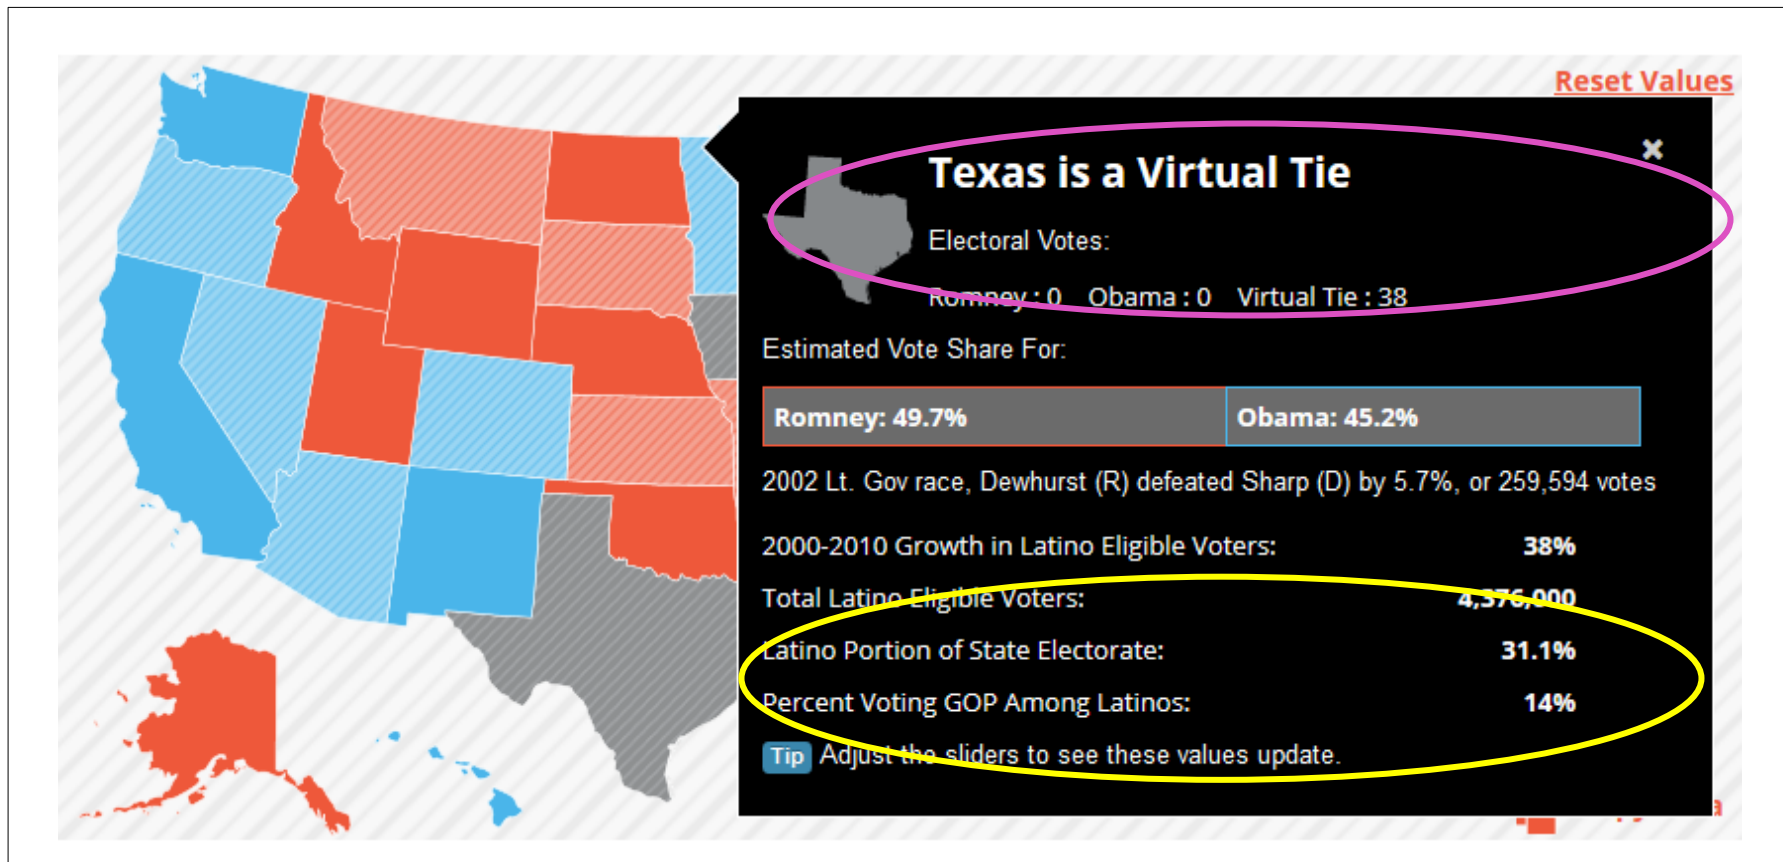 Reset Values
Texas is a Virtual Tie
Electoral Votes:
Romney : 0 Obama : 0 Virtual Tie : 38
Estimated Vote Share For:
Romney: 49.7% Obama: 45.2%
2002 Lt. Gov race, Dewhurst (R) defeated Sharp (D) by 5.7%, or 259,594 votes
2000-2010 Growth in Latino Eligible Voters: 38%
Total Latino Eligible Voters: 4,376,000
Latino Portion of State Electorate: 31.1%
Percent Voting GOP Among Latinos: 14%
Tip Adjust the sliders to see these values update.